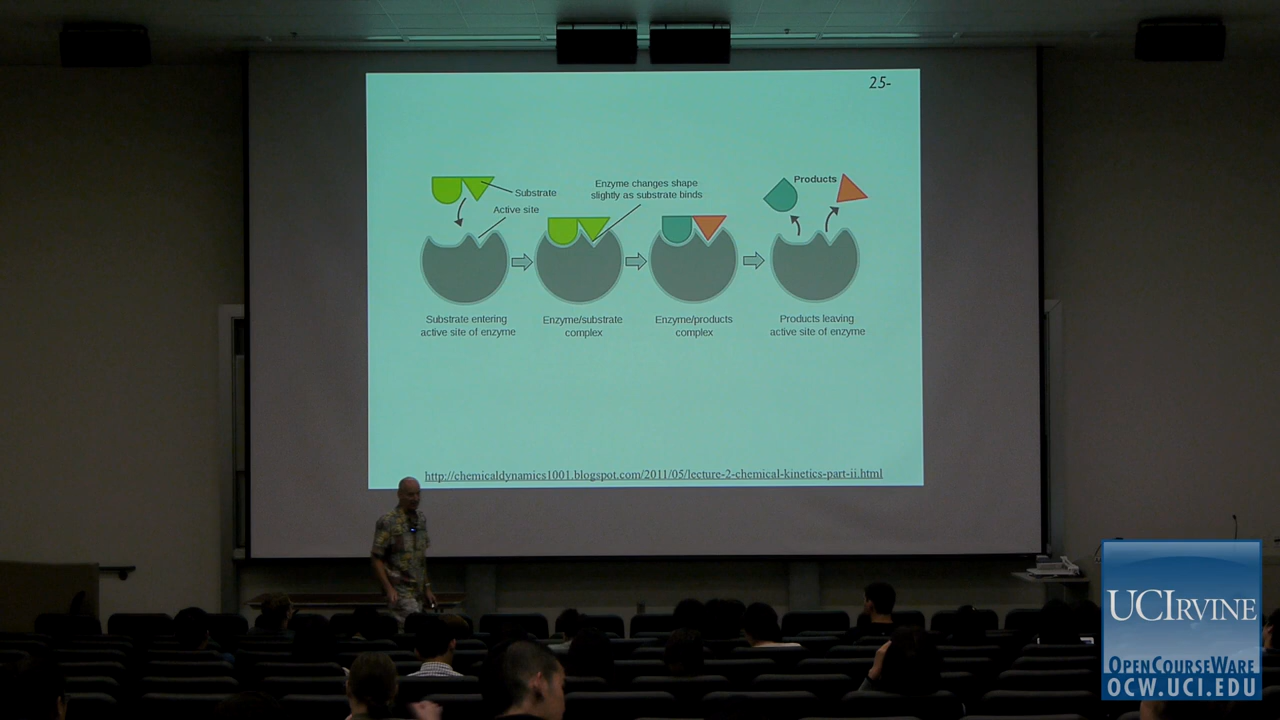 25-
Substrate
Active site
Enzyme changes shape
slightly as substrate binds
Products
Substrate entering
active site of enzyme
Enzyme/substrate
complex
Enzyme/products
complex
Products leaving
active site of enzyme
http://chemicaldynamics1001.blogspot.com/2011/05/lecture-2-chemical-kinetics-part-ii.html
UCIRVINE
OPENCOURSEWARE
OCW.UCI.EDU